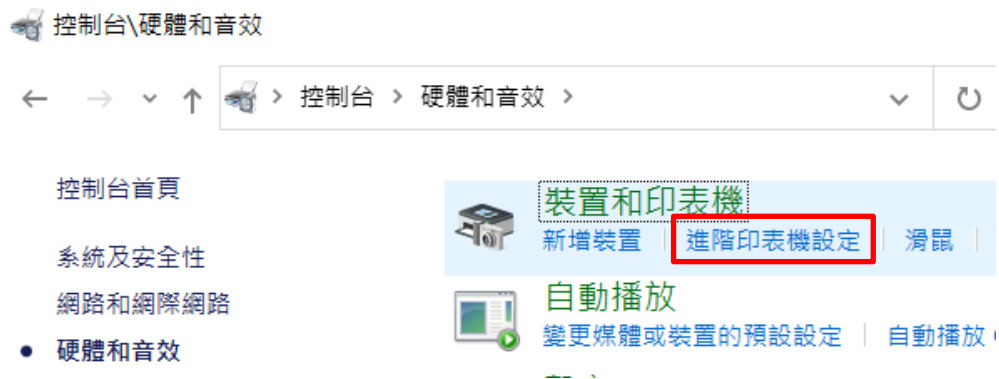 控制台\硬體和音效
控制台 > 硬體和音效 >
控制台首頁
系統及安全性
網路和網際網路
硬體和音效
裝置和印表機
新增裝置 | 進階印表機設定 | 滑鼠 |
自動播放
變更媒體或裝置的預設設定 | 自動播放